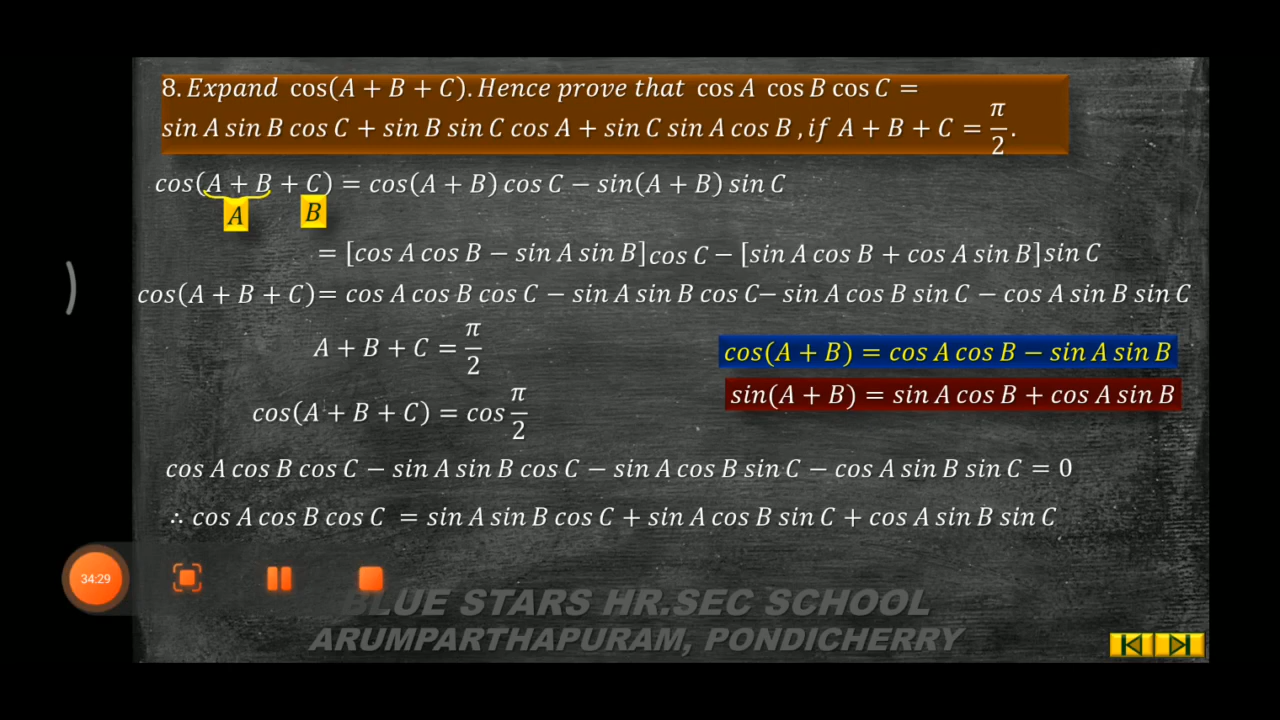 8. Expand cos(A + B + C). Hence prove that cos A cos B cos C =
sin A sin B cos C + sin B sin C cos A + sin C sin A cos B , if A + B + C = π/2.
cos(A + B + C) = cos(A + B) cos C − sin(A + B) sin C
A B
= [cos A cos B − sin A sin B] cos C − [sin A cos B + cos A sin B] sin C
cos(A + B + C)= cos A cos B cos C − sin A sin B cos C− sin A cos B sin C − cos A sin B sin C
A + B + C = π/2
cos(A + B) = cos A cos B − sin A sin B
sin(A + B) = sin A cos B + cos A sin B
cos(A + B + C) = cos π/2
cos A cos B cos C − sin A sin B cos C − sin A cos B sin C − cos A sin B sin C = 0
∴ cos A cos B cos C = sin A sin B cos C + sin A cos B sin C + cos A sin B sin C
34:29
BLUE STARS HR.SEC SCHOOL
ARUMPARTHAPURAM, PONDICHERRY